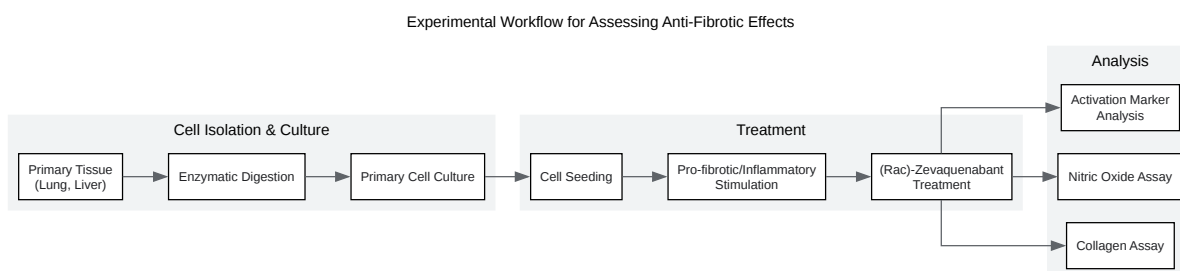 Experimental Workflow for Assessing Anti-Fibrotic Effects
Cell Isolation & Culture
Primary Tissue
(Lung, Liver)
Enzymatic Digestion
Primary Cell Culture
Treatment
Cell Seeding
Pro-fibrotic/Inflammatory
Stimulation
(Rac)-Zevaquenabant
Treatment
Analysis
Activation Marker
Analysis
Nitric Oxide Assay
Collagen Assay